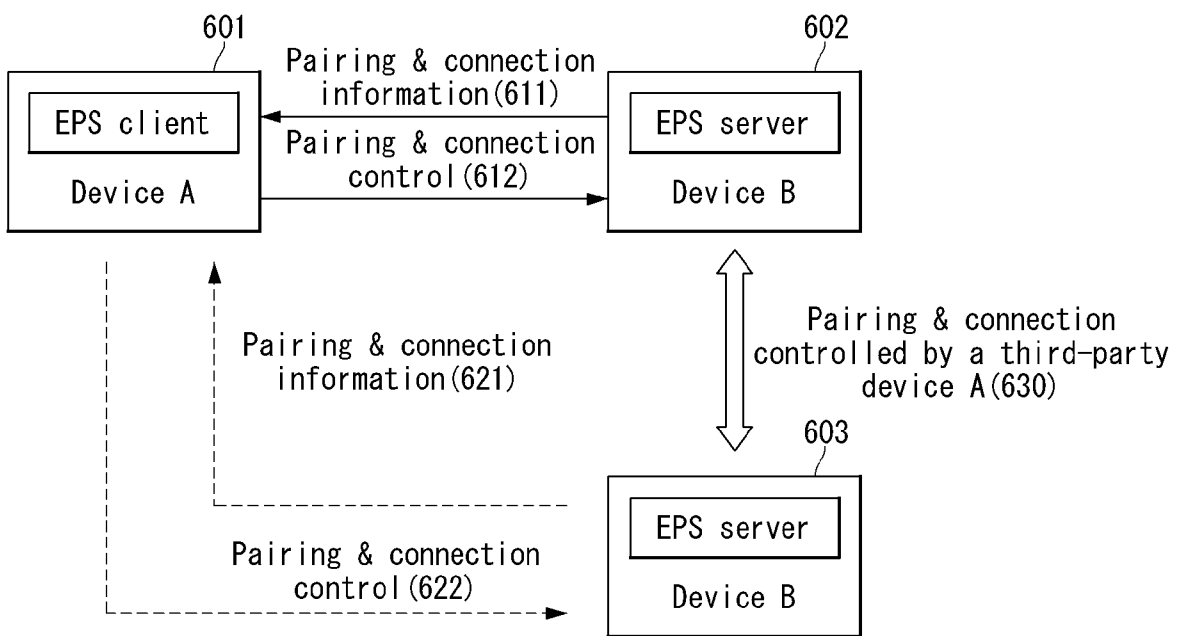 601
602
Pairing & connection
information(611)
EPS client
EPS server
Pairing & connection
control(612)
Device A
Device B
Pairing & connection
information(621)
Pairing & connection
controlled by a third-party
device A(630)
603
EPS server
Pairing & connection
control(622)
Device B